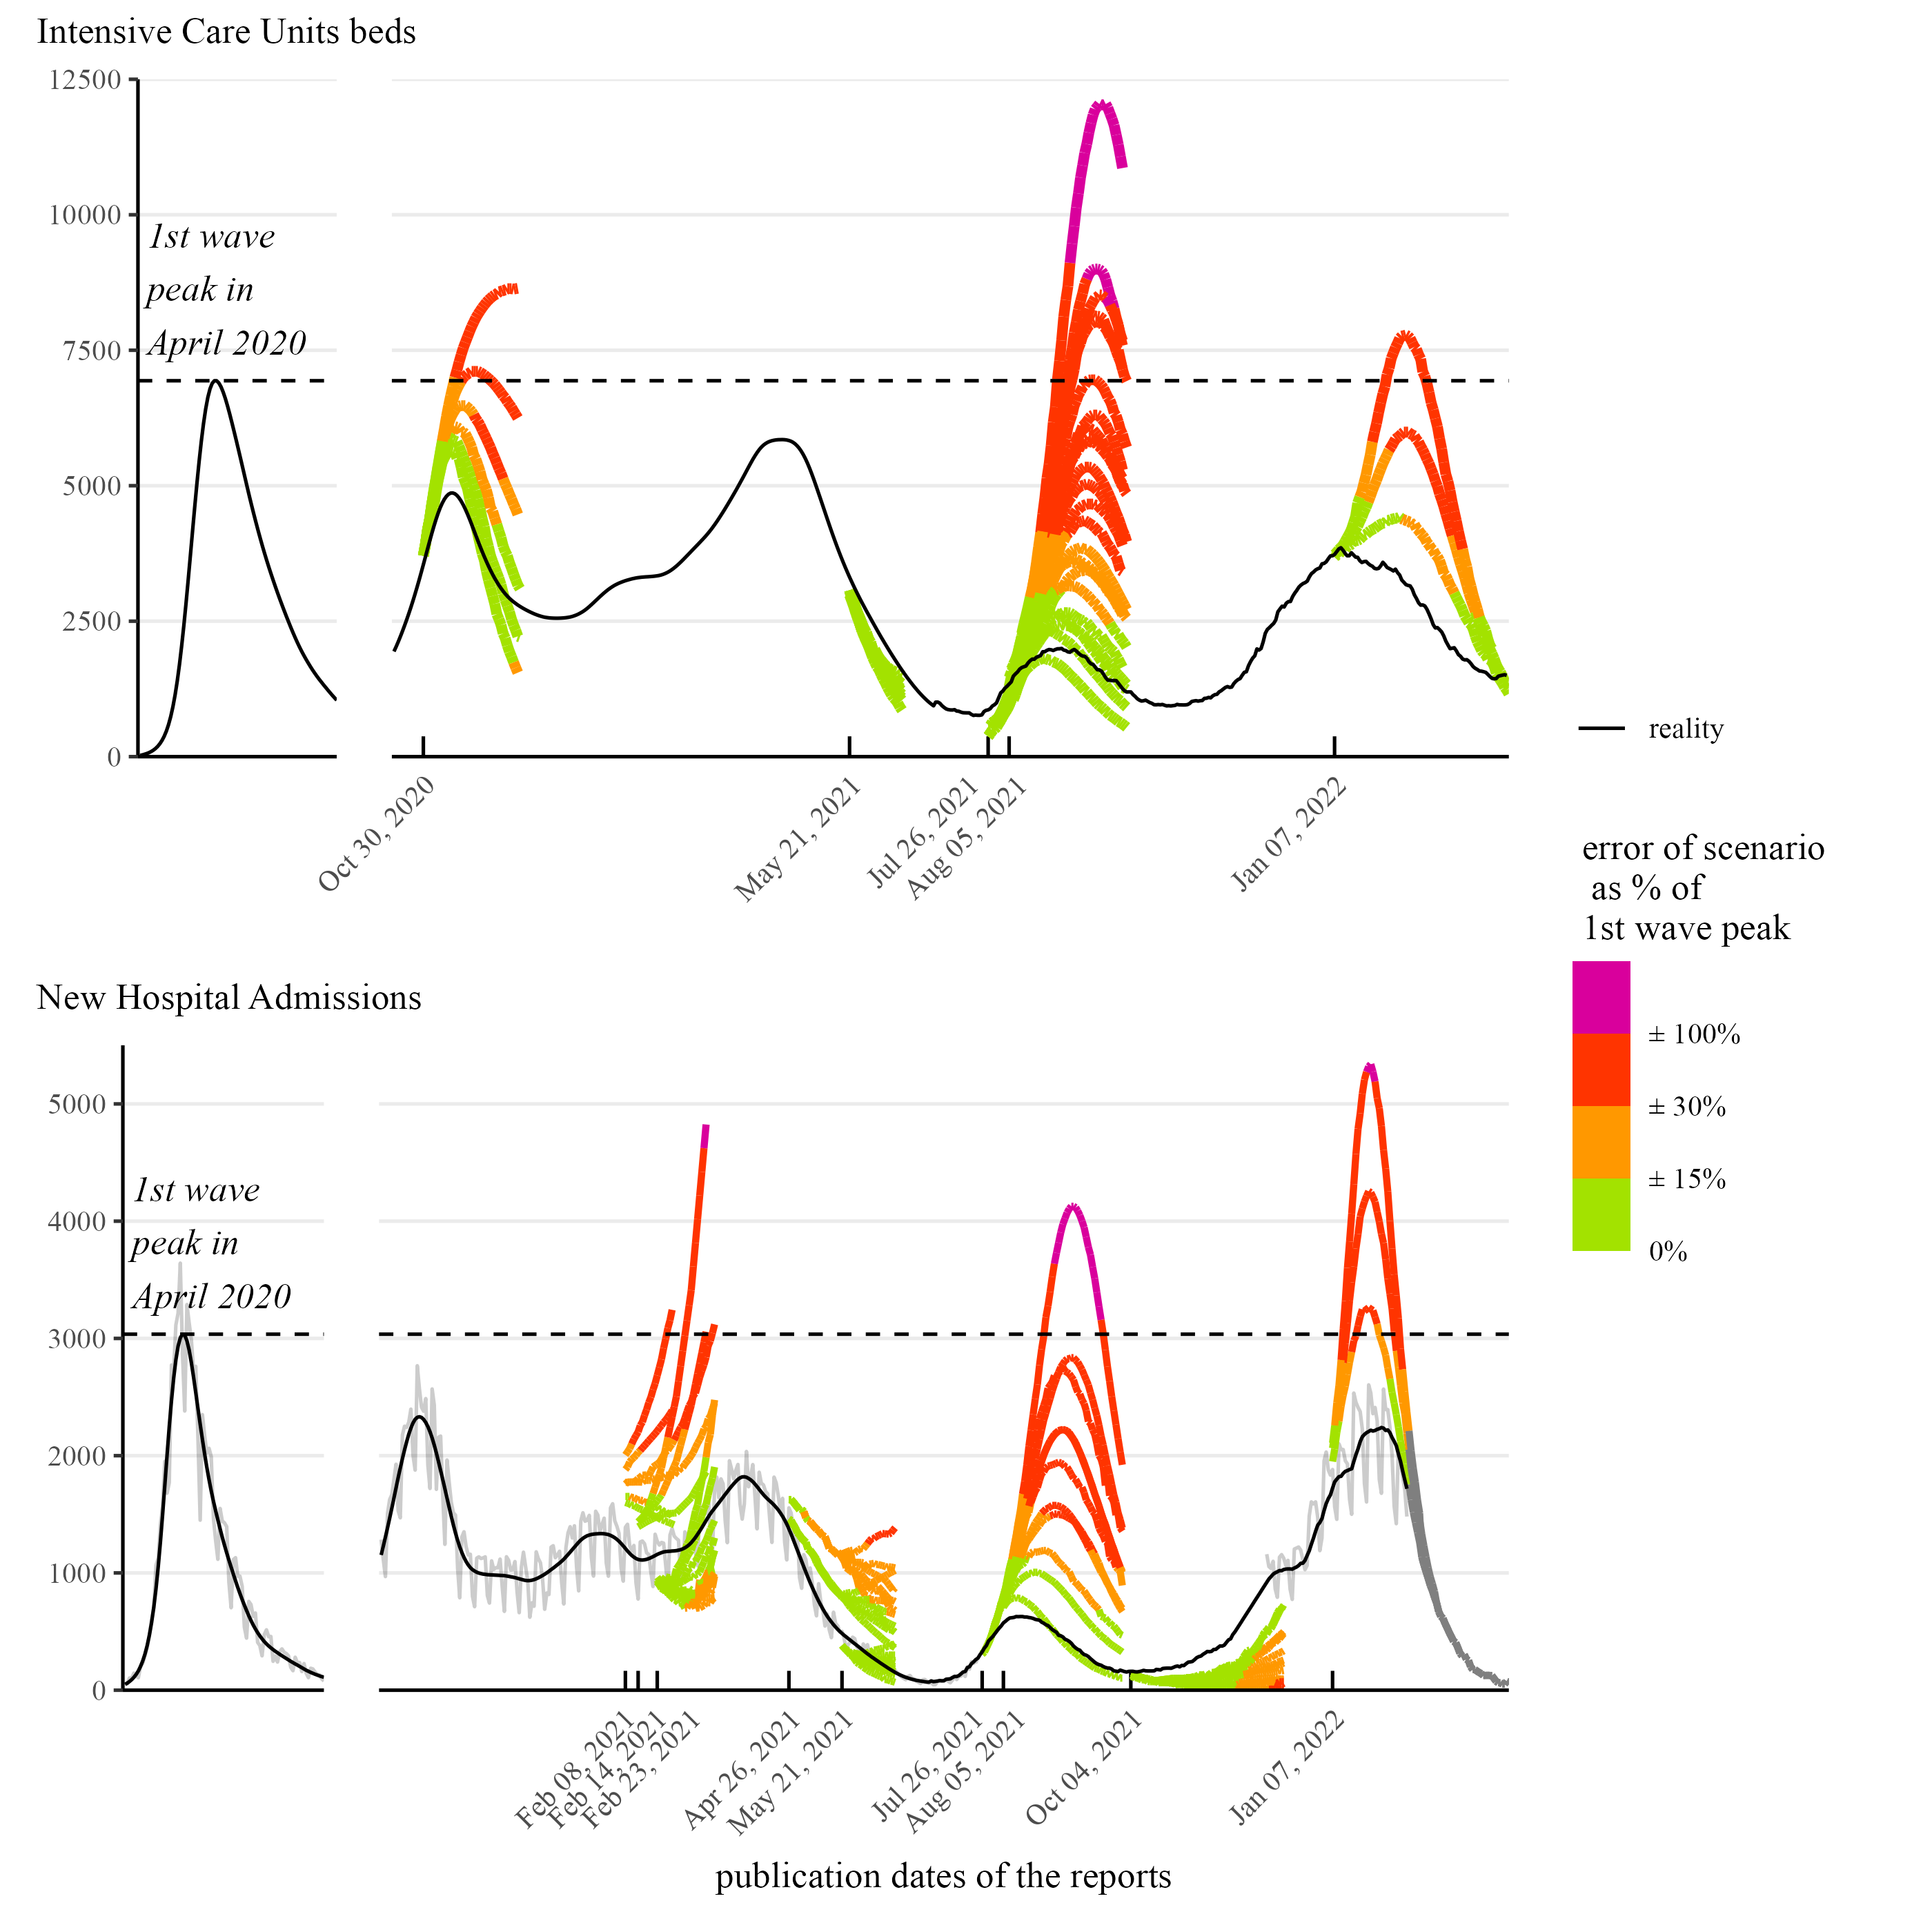 Intensive Care Units beds
12500
10000
7500
5000
2500
0
1st wave
peak in
April 2020
Oct 30, 2020
May 21, 2021
Jul 26, 2021
Aug 05, 2021
Jan 07, 2022
reality
error of scenario
as % of
1st wave peak
± 100%
± 30%
± 15%
0%
New Hospital Admissions
5000
4000
3000
2000
1000
0
1st wave
peak in
April 2020
Feb 08, 2021
Feb 14, 2021
Feb 23, 2021
Apr 26, 2021
May 21, 2021
Jul 26, 2021
Aug 05, 2021
Oct 04, 2021
Jan 07, 2022
publication dates of the reports